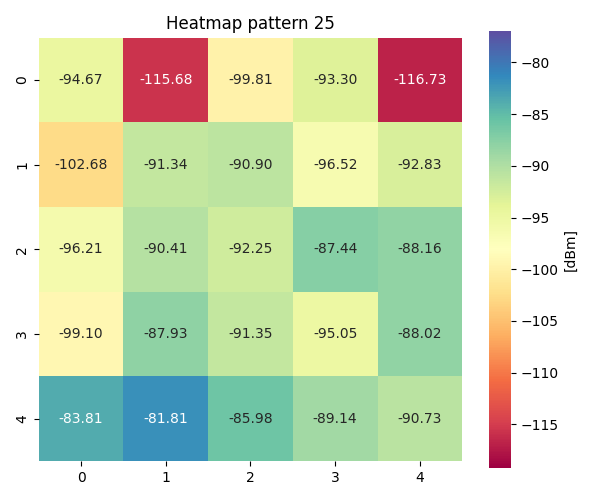 Heatmap pattern 25
0 -94.67 -115.68 -99.81 -93.30 -116.73
1 -102.68 -91.34 -90.90 -96.52 -92.83
2 -96.21 -90.41 -92.25 -87.44 -88.16
3 -99.10 -87.93 -91.35 -95.05 -88.02
4 -83.81 -81.81 -85.98 -89.14 -90.73
0 1 2 3 4
−80
−85
−90
−95
−100
−105
−110
−115
[dBm]